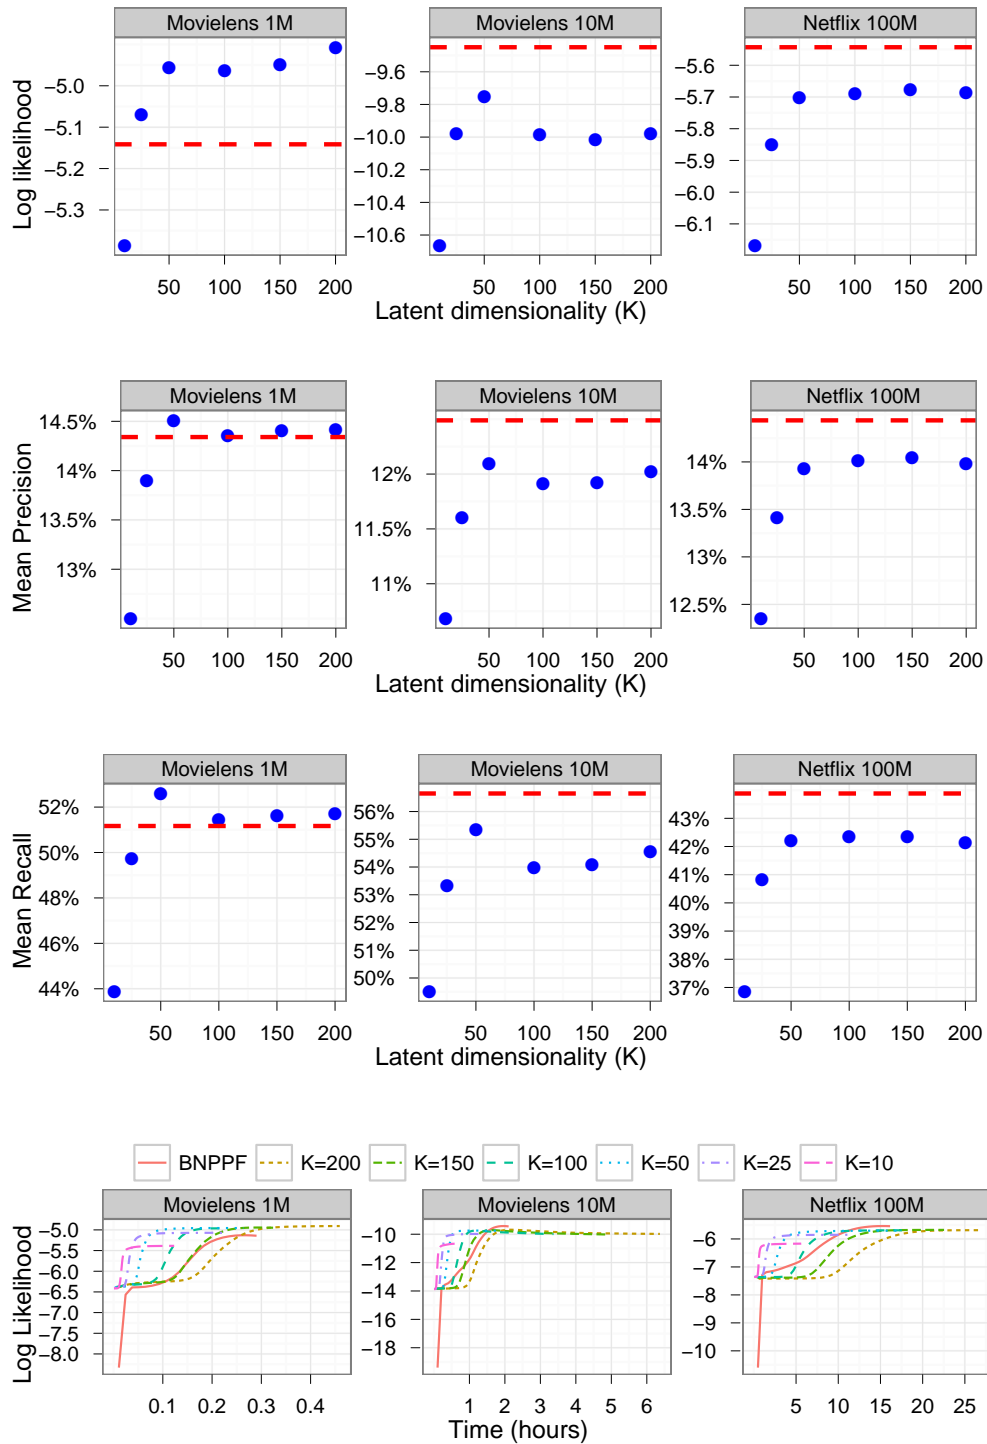 Movielens 1M
Movielens 10M
Netflix 100M
Log likelihood
−5.0
−5.1
−5.2
−5.3
−9.6
−9.8
−10.0
−10.2
−10.4
−10.6
−5.6
−5.7
−5.8
−5.9
−6.0
−6.1
50 100 150 200
50 100 150 200
50 100 150 200
Latent dimensionality (K)
Movielens 1M
Movielens 10M
Netflix 100M
Mean Precision
14.5%
14%
13.5%
13%
12%
11.5%
11%
14%
13.5%
13%
12.5%
50 100 150 200
50 100 150 200
50 100 150 200
Latent dimensionality (K)
Movielens 1M
Movielens 10M
Netflix 100M
Mean Recall
52%
50%
48%
46%
44%
56%
55%
54%
53%
52%
51%
50%
43%
42%
41%
40%
39%
38%
37%
50 100 150 200
50 100 150 200
50 100 150 200
Latent dimensionality (K)
BNPPF K=200 K=150 K=100 K=50 K=25 K=10
Movielens 1M
Movielens 10M
Netflix 100M
Log Likelihood
−5.0
−5.5
−6.0
−6.5
−7.0
−7.5
−8.0
−10
−12
−14
−16
−18
−6
−7
−8
−9
−10
0.1 0.2 0.3 0.4
1 2 3 4 5 6
5 10 15 20 25
Time (hours)